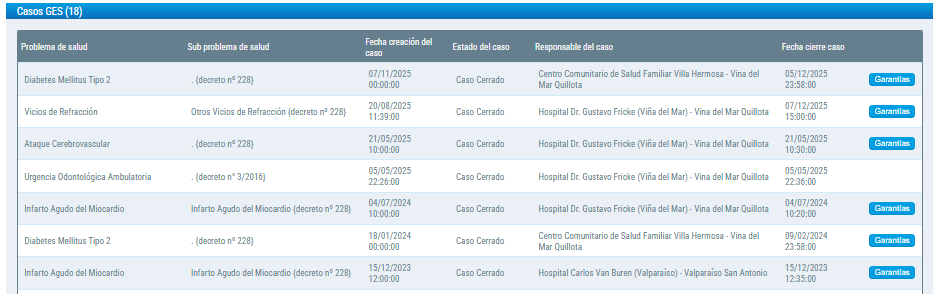 Casos GES (18)
Problema de salud Sub problema de salud Fecha creación del caso Estado del caso Responsable del caso Fecha cierre caso
Diabetes Mellitus Tipo 2 . {decreto nº 228} 07/11/2025 00:00:00 Caso Cerrado Centro Comunitario de Salud Familiar Villa Hermosa - Vina del Mar Quillota 05/12/2025 23:58:00 Garantías
Vicios de Refracción Otros Vicios de Refracción {decreto nº 228} 20/08/2025 11:39:00 Caso Cerrado Hospital Dr. Gustavo Fricke (Viña del Mar) - Vina del Mar Quillota 07/12/2025 15:00:00 Garantías
Ataque Cerebrovascular . {decreto nº 228} 21/05/2025 10:00:00 Caso Cerrado Hospital Dr. Gustavo Fricke (Viña del Mar) - Vina del Mar Quillota 21/05/2025 10:30:00 Garantías
Urgencia Odontológica Ambulatoria . {decreto n° 3/2016} 05/05/2025 22:26:00 Caso Cerrado Hospital Dr. Gustavo Fricke (Viña del Mar) - Vina del Mar Quillota 05/05/2025 22:36:00
Infarto Agudo del Miocardio Infarto Agudo del Miocardio {decreto nº 228} 04/07/2024 10:00:00 Caso Cerrado Hospital Dr. Gustavo Fricke (Viña del Mar) - Vina del Mar Quillota 04/07/2024 10:20:00 Garantías
Diabetes Mellitus Tipo 2 . {decreto nº 228} 18/01/2024 00:00:00 Caso Cerrado Centro Comunitario de Salud Familiar Villa Hermosa - Vina del Mar Quillota 09/02/2024 23:58:00 Garantías
Infarto Agudo del Miocardio Infarto Agudo del Miocardio {decreto nº 228} 15/12/2023 12:00:00 Caso Cerrado Hospital Carlos Van Buren (Valparaíso) - Valparaíso San Antonio 15/12/2023 12:35:00 Garantías